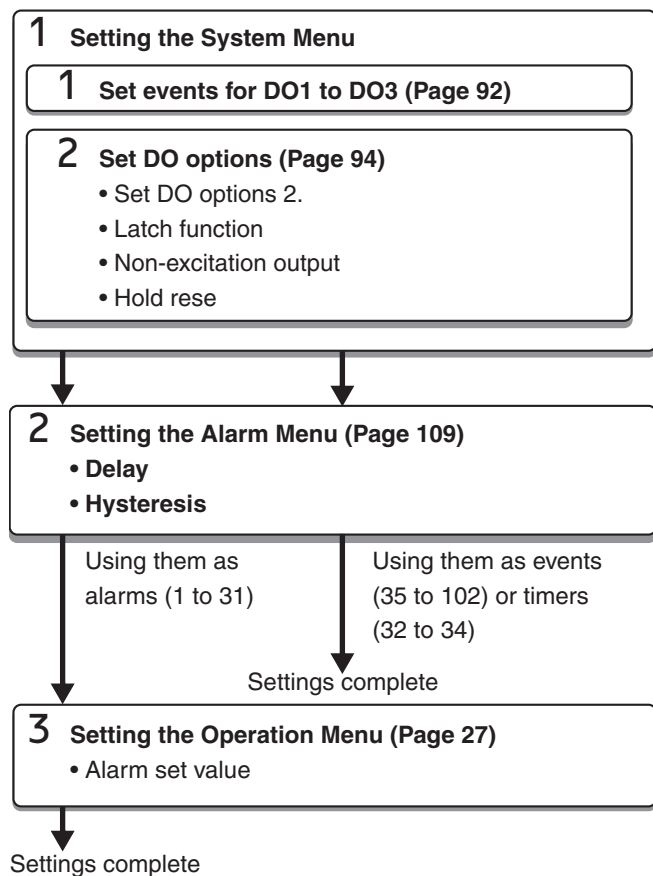 1 Setting the System Menu
1 Set events for DO1 to DO3 (Page 92)
2 Set DO options (Page 94)
• Set DO options 2.
• Latch function
• Non-excitation output
• Hold rese
2 Setting the Alarm Menu (Page 109)
• Delay
• Hysteresis
Using them as
alarms (1 to 31)
Using them as events
(35 to 102) or timers
(32 to 34)
Settings complete
3 Setting the Operation Menu (Page 27)
• Alarm set value
Settings complete